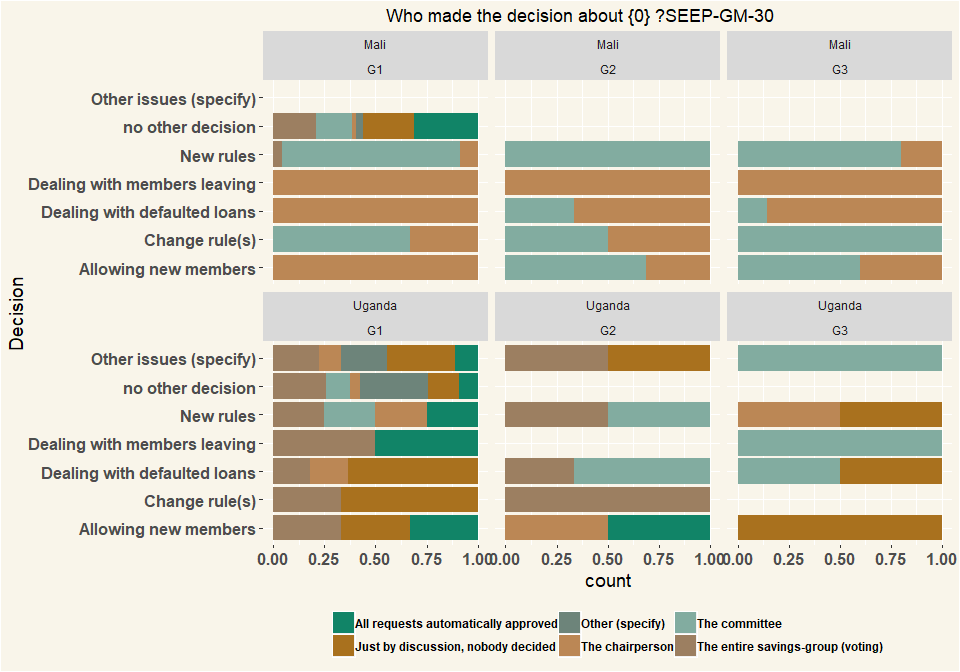 Who made the decision about {0} ?SEEP-GM-30
Mali Mali Mali
G1 G2 G3
Other issues (specify)
no other decision
New rules
Dealing with members leaving
Dealing with defaulted loans
Change rule(s)
Allowing new members
Decision
Uganda Uganda Uganda
G1 G2 G3
Other issues (specify)
no other decision
New rules
Dealing with members leaving
Dealing with defaulted loans
Change rule(s)
Allowing new members
0.00 0.25 0.50 0.75 1.00 0.00 0.25 0.50 0.75 1.00 0.00 0.25 0.50 0.75 1.00
count
All requests automatically approved Other (specify) The committee
Just by discussion, nobody decided The chairperson The entire savings-group (voting)